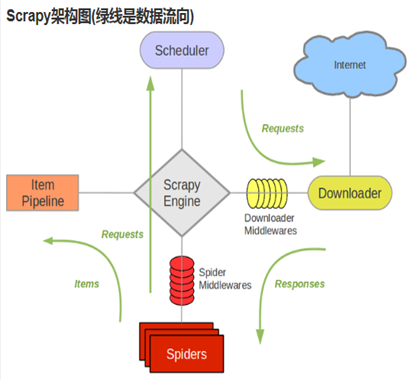 Scrapy架构图(绿线是数据流向)
Scheduler
Internet
Requests
Item
Pipeline
Scrapy
Engine
Downloader
Downloader
Middlewares
Requests
Spider
Middlewares
Items
Responses
Spiders